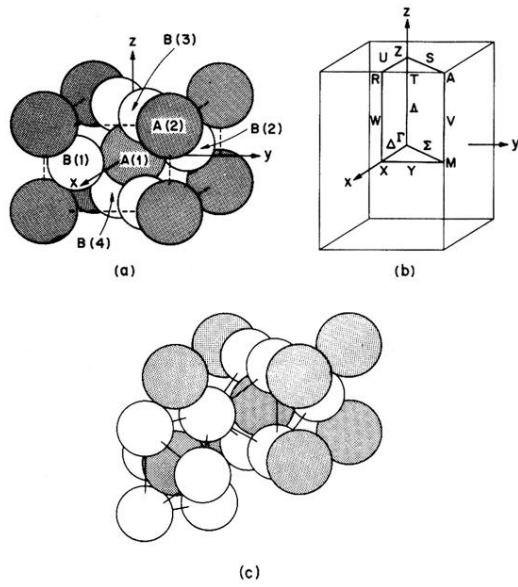 z
B(3)
A(2)
B(2)
B(1)
A(1)
y
x
B(4)
(a)
z
U
Z
S
R
T
A
Δ
W
V
Γ
Δ
Σ
y
X
Y
M
x
(b)
(c)